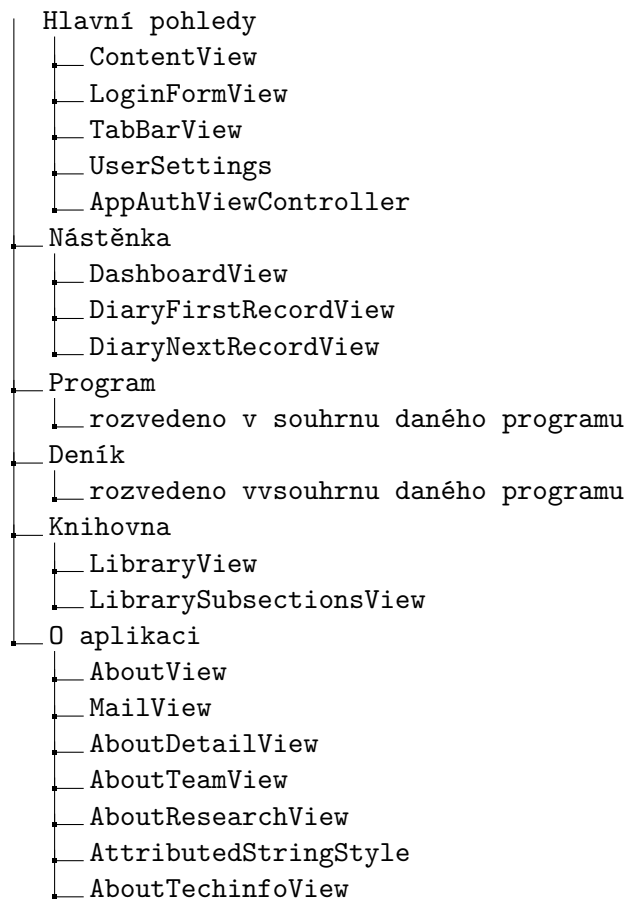 Hlavní pohledy
ContentView
LoginFormView
TabBarView
UserSettings
AppAuthViewController
Nástěnka
DashboardView
DiaryFirstRecordView
DiaryNextRecordView
Program
rozvedeno v souhrnu daného programu
Deník
rozvedeno vvsouhrnu daného programu
Knihovna
LibraryView
LibrarySubsectionsView
O aplikaci
AboutView
MailView
AboutDetailView
AboutTeamView
AboutResearchView
AttributedStringStyle
AboutTechinfoView